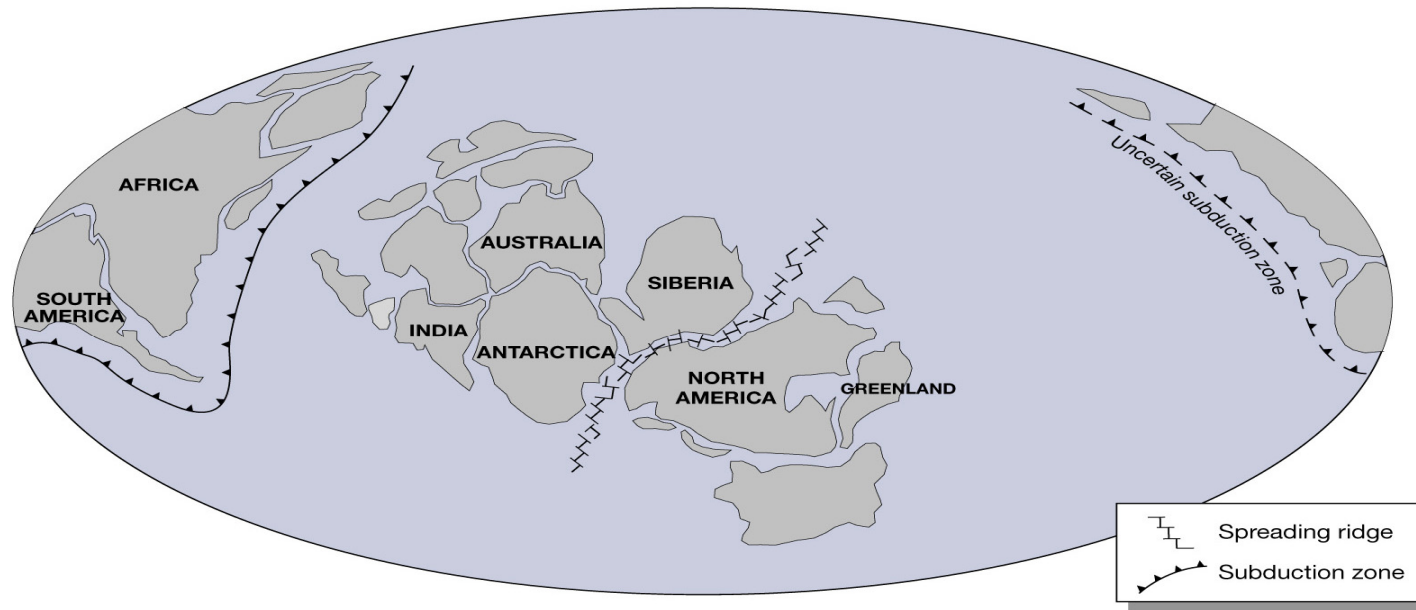 AFRICA
Uncertain subduction zone
AUSTRALIA
SIBERIA
SOUTH
AMERICA
INDIA
ANTARCTICA
NORTH
AMERICA
GREENLAND
Spreading ridge
Subduction zone